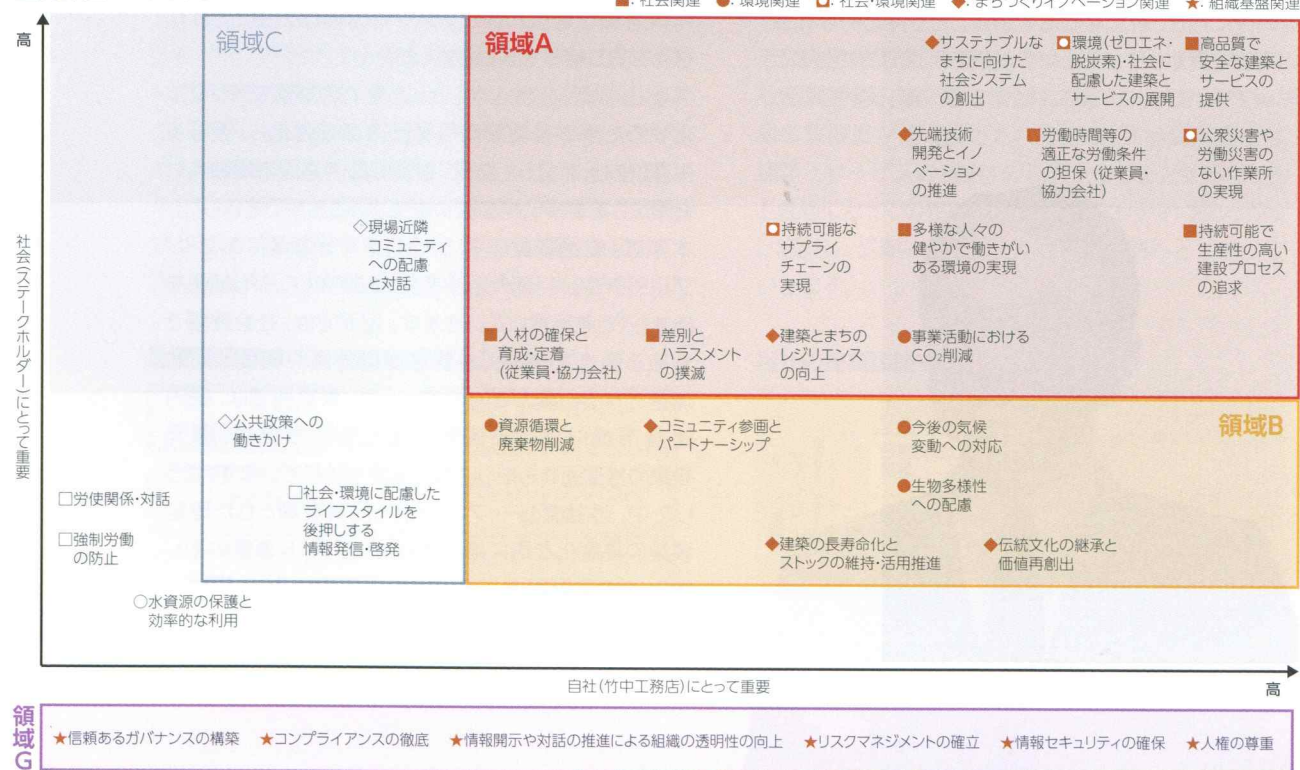 ■: 社会関連 ●: 環境関連 ◘: 社会・環境関連 ◆: まちづくりイノベーション関連 ★: 組織基盤関連
高
社会(ステークホルダー)にとって重要
領域C
領域A
◆サステナブルな
まちに向けた
社会システム
の創出
◘環境(ゼロエネ・
脱炭素)・社会に
配慮した建築と
サービスの展開
■高品質で
安全な建築と
サービスの
提供
◆先端技術
開発とイノ
ベーション
の推進
■労働時間等の
適正な労働条件
の担保 (従業員・
協力会社)
◘公衆災害や
労働災害の
ない作業所
の実現
◇現場近隣
コミュニティ
への配慮
と対話
◘持続可能な
サプライ
チェーンの
実現
■多様な人々の
健やかで働きがい
ある環境の実現
■持続可能で
生産性の高い
建設プロセス
の追求
■人材の確保と
育成・定着
(従業員・協力会社)
■差別と
ハラスメント
の撲滅
◆建築とまちの
レジリエンス
の向上
●事業活動における
CO₂削減
◇公共政策への
働きかけ
●資源循環と
廃棄物削減
◆コミュニティ参画と
パートナーシップ
●今後の気候
変動への対応
領域B
□労使関係・対話
□社会・環境に配慮した
ライフスタイルを
後押しする
情報発信・啓発
●生物多様性
への配慮
□強制労働
の防止
◆建築の長寿命化と
ストックの維持・活用推進
◆伝統文化の継承と
価値再創出
○水資源の保護と
効率的な利用
自社(竹中工務店)にとって重要
高
領域G
★信頼あるガバナンスの構築 ★コンプライアンスの徹底 ★情報開示や対話の推進による組織の透明性の向上 ★リスクマネジメントの確立 ★情報セキュリティの確保 ★人権の尊重